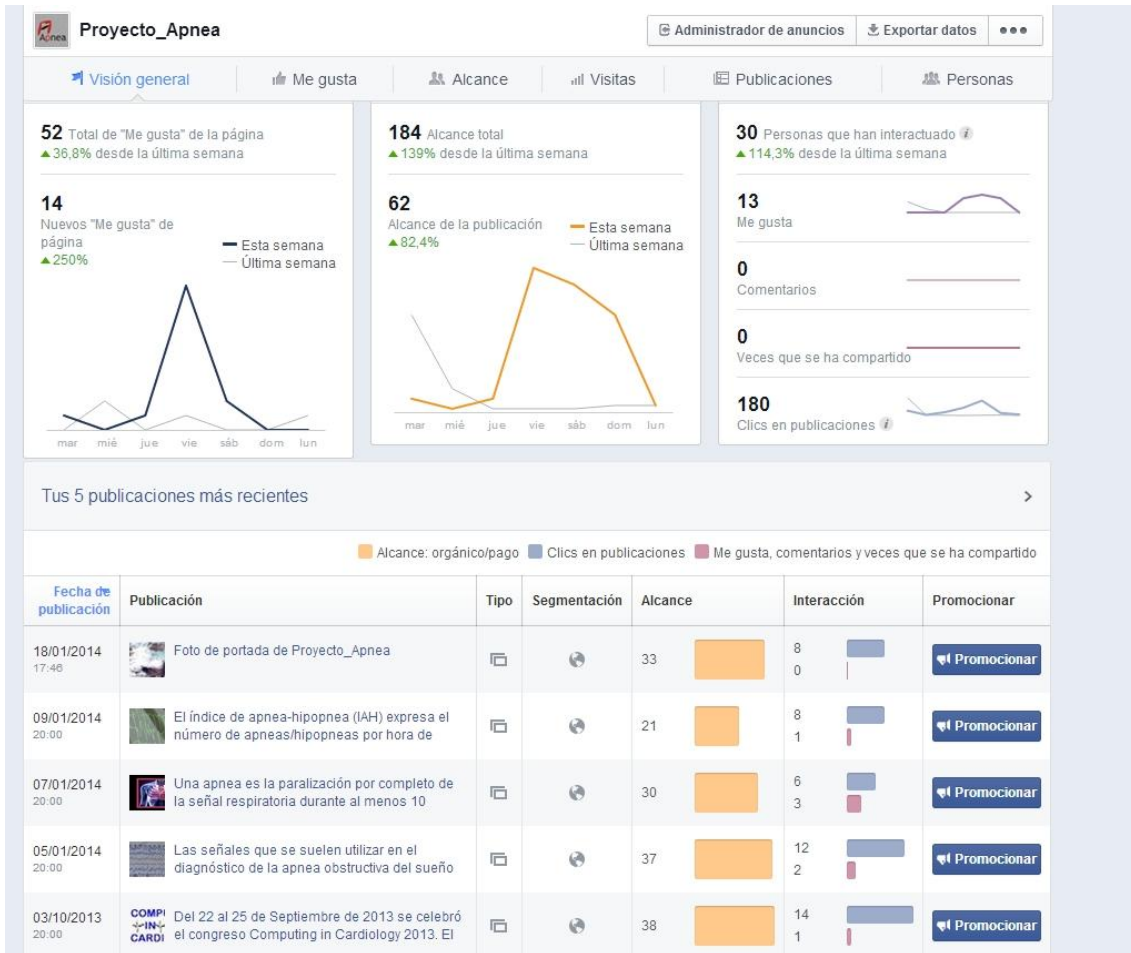 Apnea
Proyecto_Apnea
Administrador de anuncios
Exportar datos
Visión general
Me gusta
Alcance
Visitas
Publicaciones
Personas
52 Total de "Me gusta" de la página
▲36,8% desde la última semana
14
Nuevos "Me gusta" de
página
▲250%
Esta semana
Última semana
mar mié jue vie sáb dom lun
184 Alcance total
▲139% desde la última semana
62
Alcance de la publicación
▲82,4%
Esta semana
Última semana
mar mié jue vie sáb dom lun
30 Personas que han interactuado i
▲114,3% desde la última semana
13
Me gusta
0
Comentarios
0
Veces que se ha compartido
180
Clics en publicaciones i
Tus 5 publicaciones más recientes
Alcance: orgánico/pago Clics en publicaciones Me gusta, comentarios y veces que se ha compartido
Fecha de
publicación
Publicación
Tipo
Segmentación
Alcance
Interacción
Promocionar
18/01/2014
17:46
Foto de portada de Proyecto_Apnea
33
8
0
Promocionar
09/01/2014
20:00
El índice de apnea-hipopnea (IAH) expresa el
número de apneas/hipopneas por hora de
21
8
1
Promocionar
07/01/2014
20:00
Una apnea es la paralización por completo de
la señal respiratoria durante al menos 10
30
6
3
Promocionar
05/01/2014
20:00
Las señales que se suelen utilizar en el
diagnóstico de la apnea obstructiva del sueño
37
12
2
Promocionar
03/10/2013
20:00
COMPI
IN
CARDI
Del 22 al 25 de Septiembre de 2013 se celebró
el congreso Computing in Cardiology 2013. El
38
14
1
Promocionar